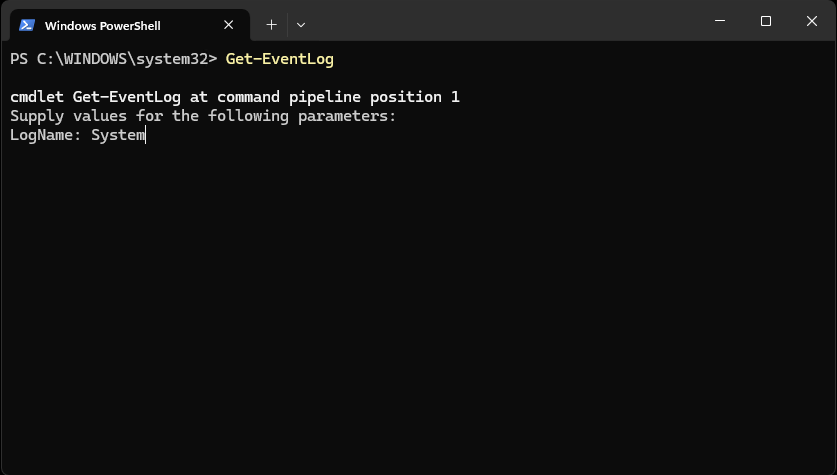 Windows PowerShell
PS C:\WINDOWS\system32> Get-EventLog
cmdlet Get-EventLog at command pipeline position 1
Supply values for the following parameters:
LogName: System